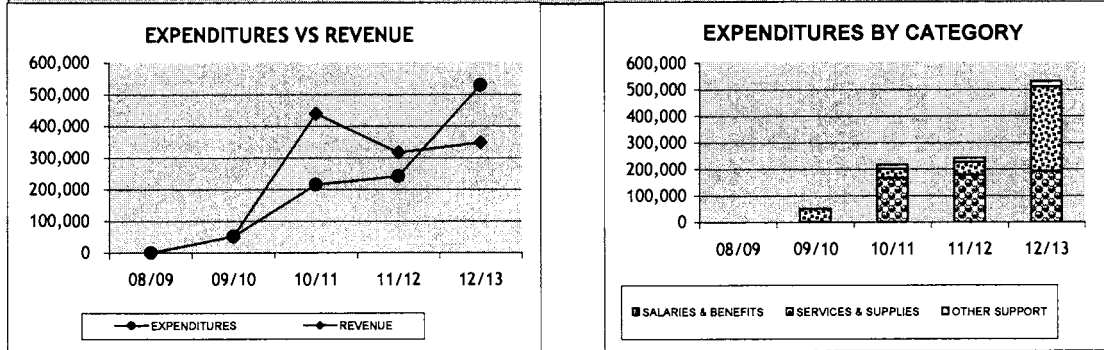 EXPENDITURES VS REVENUE
600,000
500,000
400,000
300,000
200,000
100,000
0
08/09 09/10 10/11 11/12 12/13
EXPENDITURES REVENUE
EXPENDITURES BY CATEGORY
600,000
500,000
400,000
300,000
200,000
100,000
0
08/09 09/10 10/11 11/12 12/13
SALARIES & BENEFITS SERVICES & SUPPLIES OTHER SUPPORT